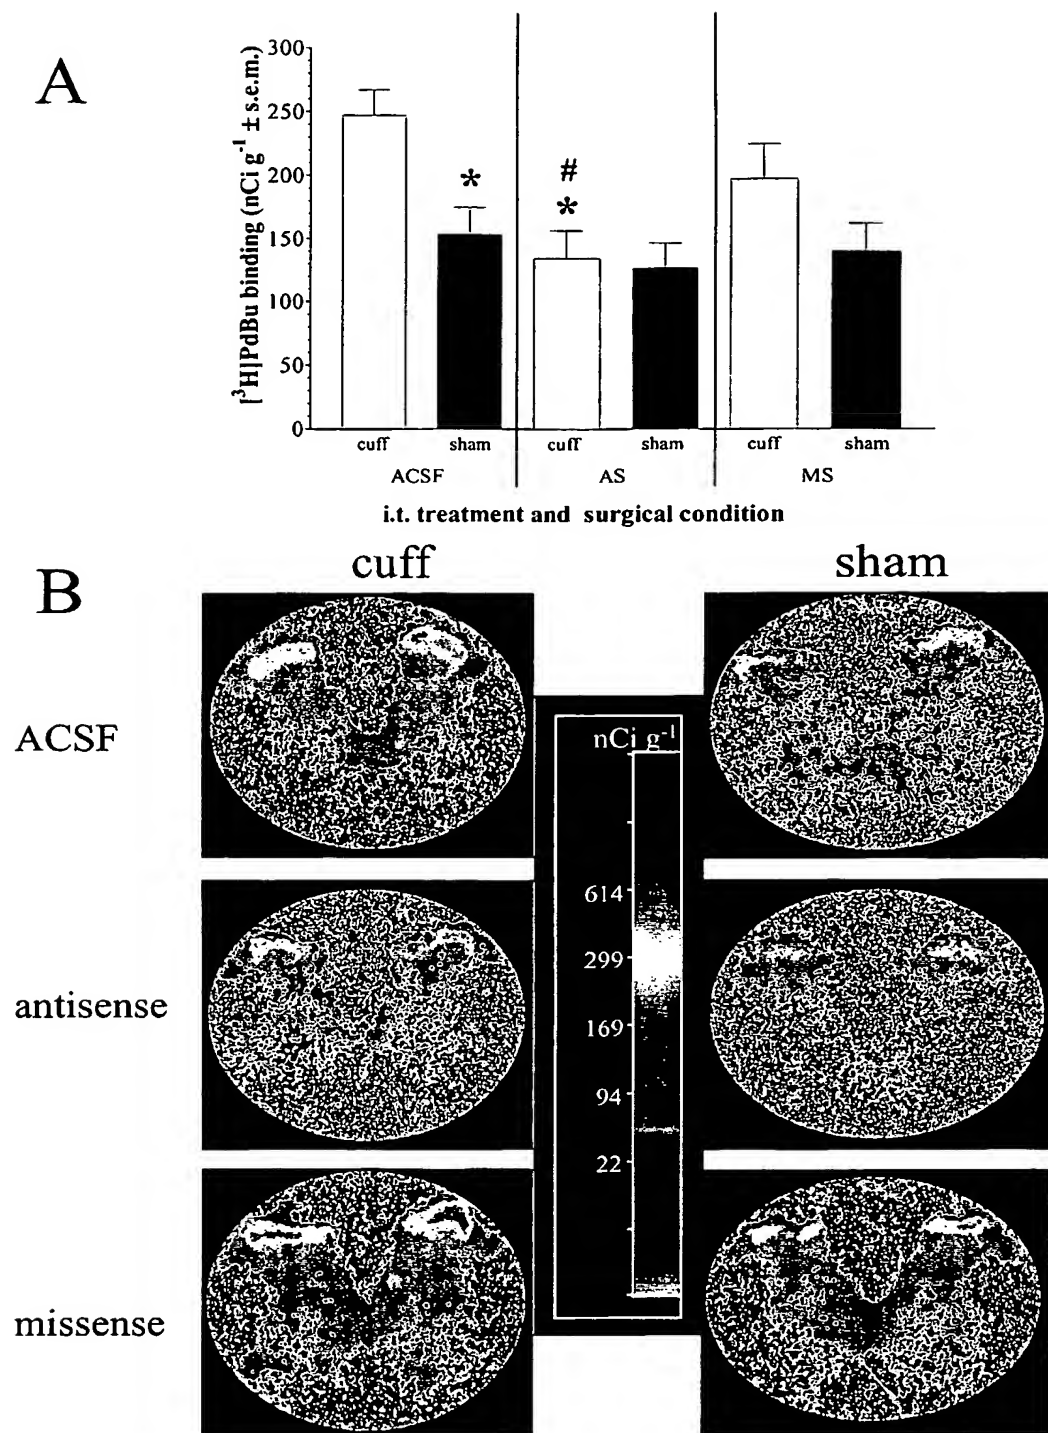 A
[³H]PdBu binding (nCi g⁻¹ ± s.e.m.)
300
250
200
150
100
50
0
*
#
*
cuff sham cuff sham cuff sham
ACSF AS MS
i.t. treatment and surgical condition
B
cuff sham
ACSF
antisense
missense
nCi g⁻¹
614
299
169
94
22